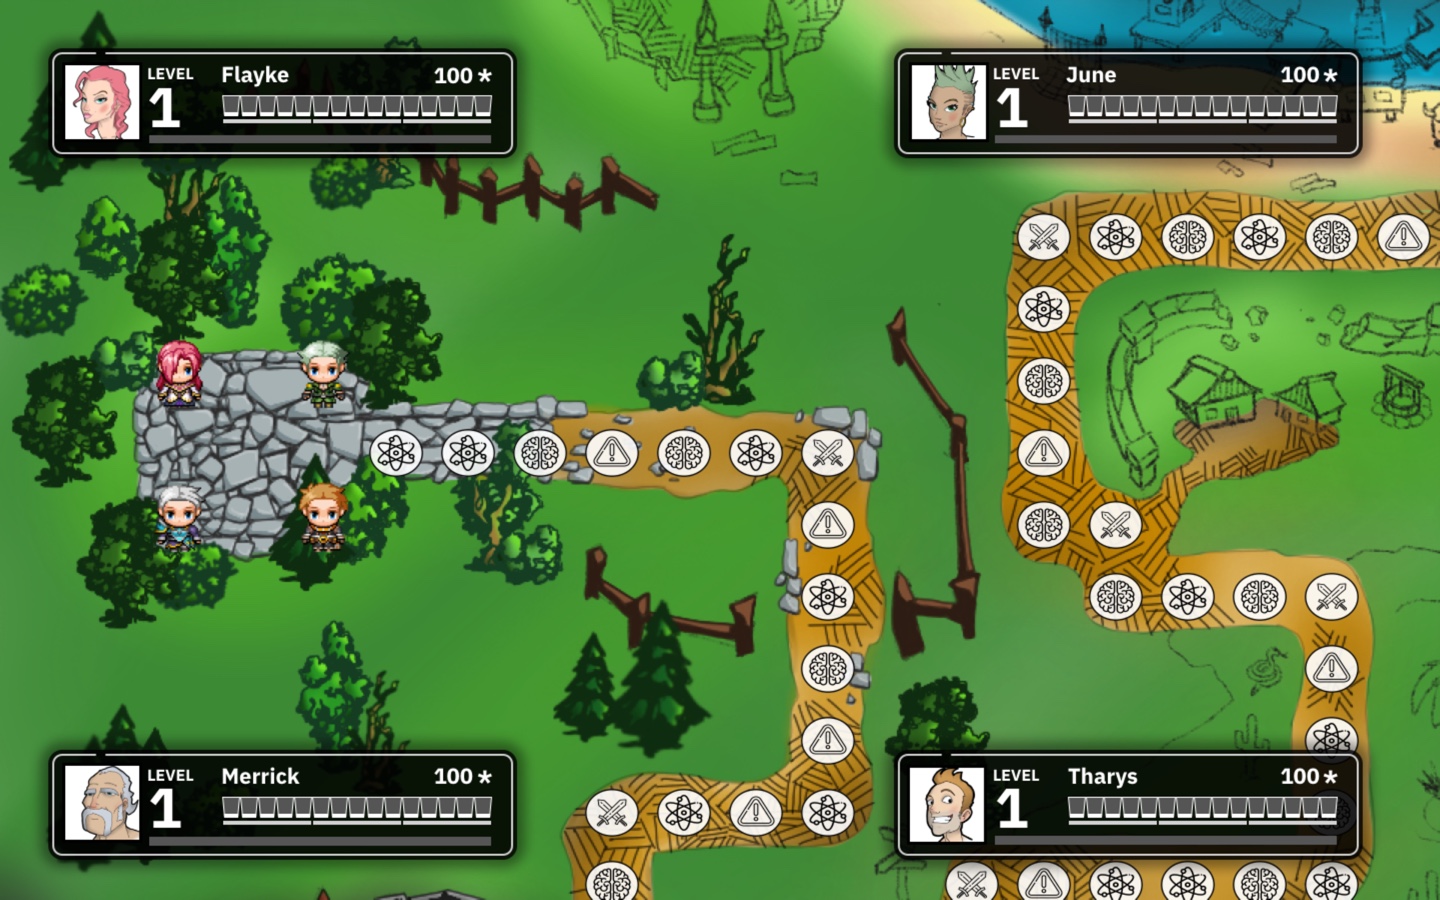 LEVEL Flayke 100 *
1
LEVEL June 100 *
1
LEVEL Merrick 100 *
1
LEVEL Tharys 100 *
1